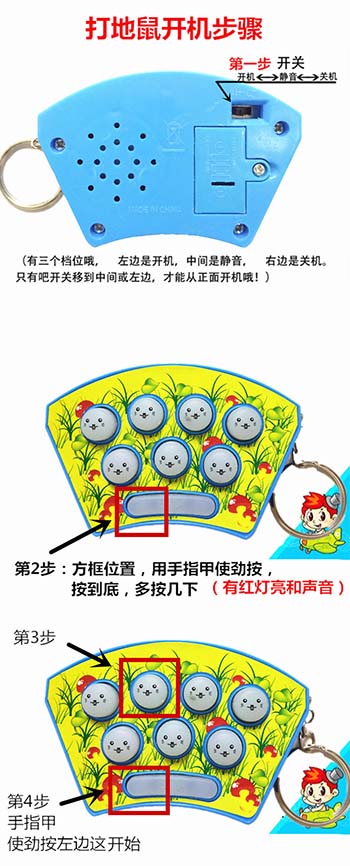 打地鼠开机步骤
第一步 开关
开机⟷静音⟷关机
MADE IN CHINA
(有三个档位哦, 左边是开机,中间是静音, 右边是关机。
只有吧开关移到中间或左边,才能从正面开机哦!)
第2步:方框位置,用手指甲使劲按,
按到底,多按几下(有红灯亮和声音)
第3步
第4步
手指甲
使劲按左边这开始